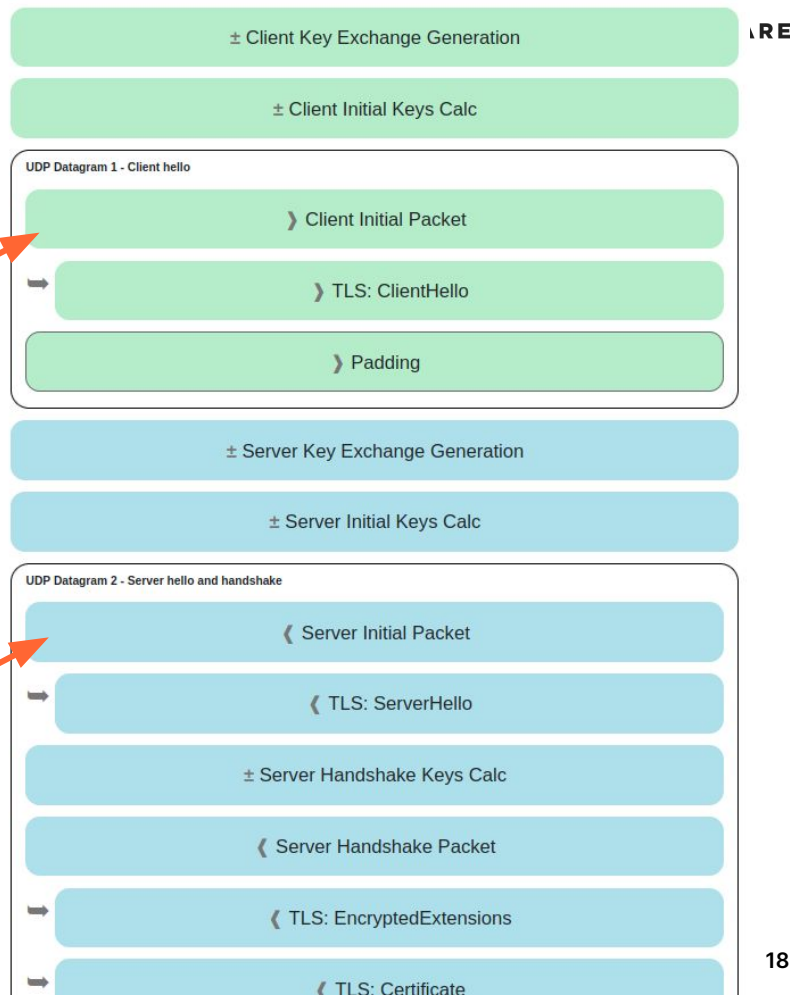 ± Client Key Exchange Generation
ARE
± Client Initial Keys Calc
UDP Datagram 1 - Client hello
❱ Client Initial Packet
❱ TLS: ClientHello
❱ Padding
± Server Key Exchange Generation
± Server Initial Keys Calc
UDP Datagram 2 - Server hello and handshake
❰ Server Initial Packet
❰ TLS: ServerHello
± Server Handshake Keys Calc
❰ Server Handshake Packet
❰ TLS: EncryptedExtensions
18
❰ TLS: Certificate